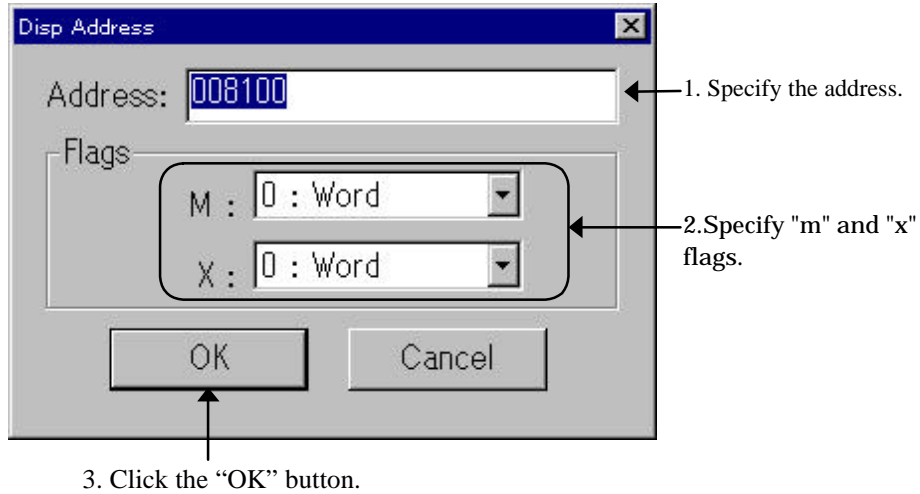 Disp Address
Address: 008100
1. Specify the address.
Flags
M : 0 : Word
2.Specify "m" and "x"
flags.
X : 0 : Word
OK Cancel
3. Click the “OK” button.